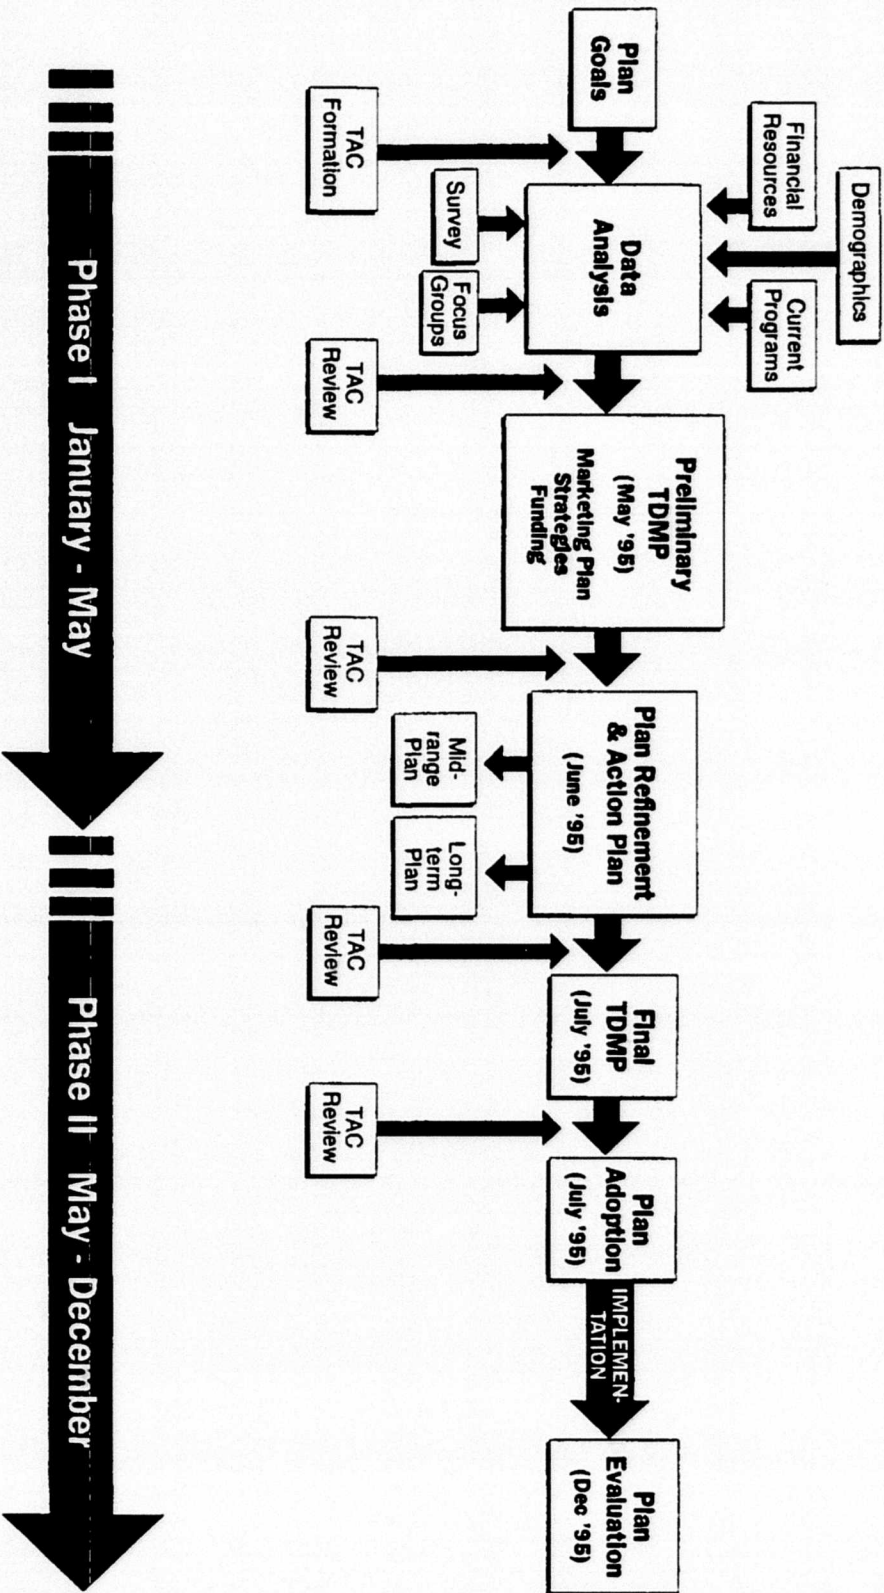 Demographics
Financial
Resources
Current
Programs
Plan
Goals
Data
Analysis
Preliminary
TDMP
(May '95)
Marketing Plan
Strategies
Funding
Plan Refinement
& Action Plan
(June '95)
Final
TDMP
(July '95)
Plan
Adoption
(July '95)
IMPLEMEN-
TATION
Plan
Evaluation
(Dec '95)
Survey
Focus
Groups
Mid-
range
Plan
Long-
term
Plan
TAC
Formation
TAC
Review
TAC
Review
TAC
Review
TAC
Review
Phase I January - May
Phase II May - December